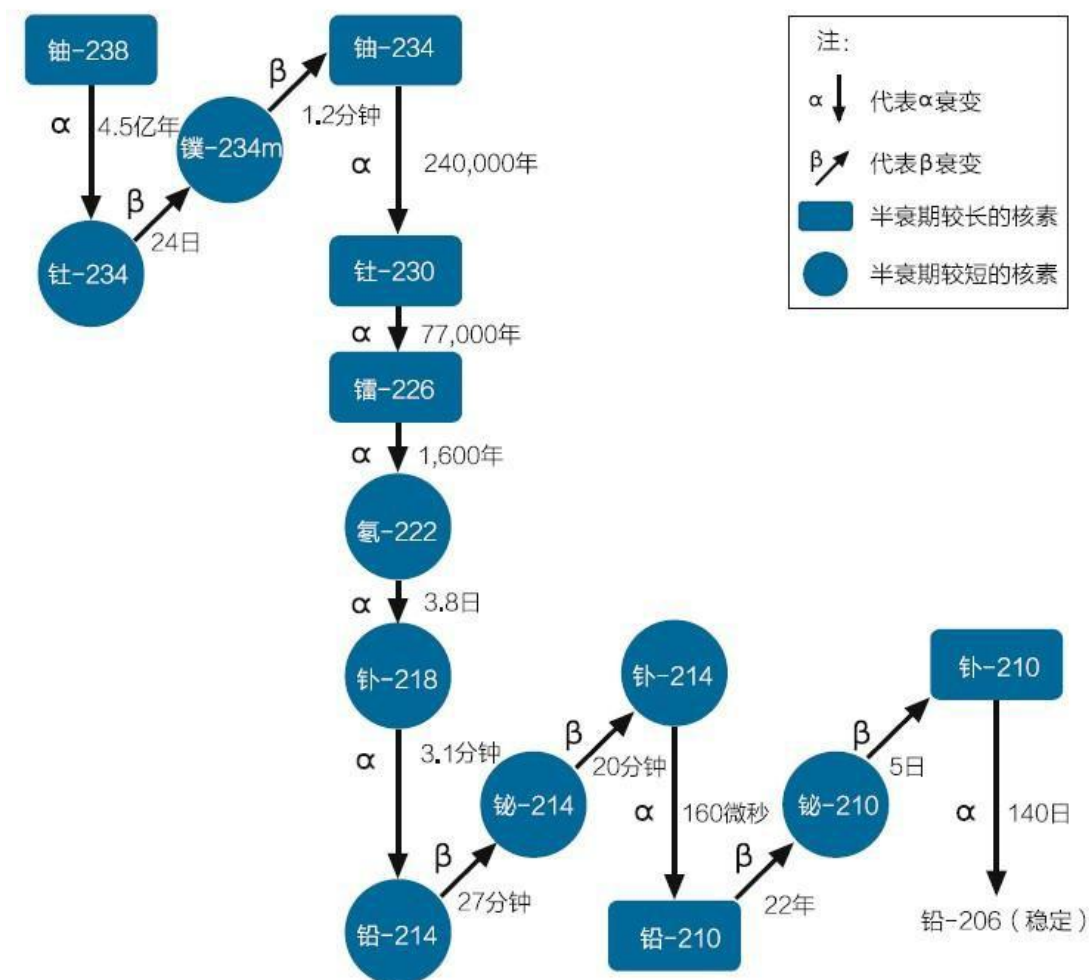 铀-238
α
4.5亿年
钍-234
β
24日
镤-234m
β
1.2分钟
铀-234
α
240,000年
钍-230
α
77,000年
镭-226
α
1,600年
氡-222
α
3.8日
钋-218
α
3.1分钟
铅-214
β
27分钟
铋-214
β
20分钟
钋-214
α
160微秒
铅-210
β
22年
铋-210
β
5日
钋-210
α
140日
铅-206（稳定）
注：
α 代表α衰变
β 代表β衰变
半衰期较长的核素
半衰期较短的核素